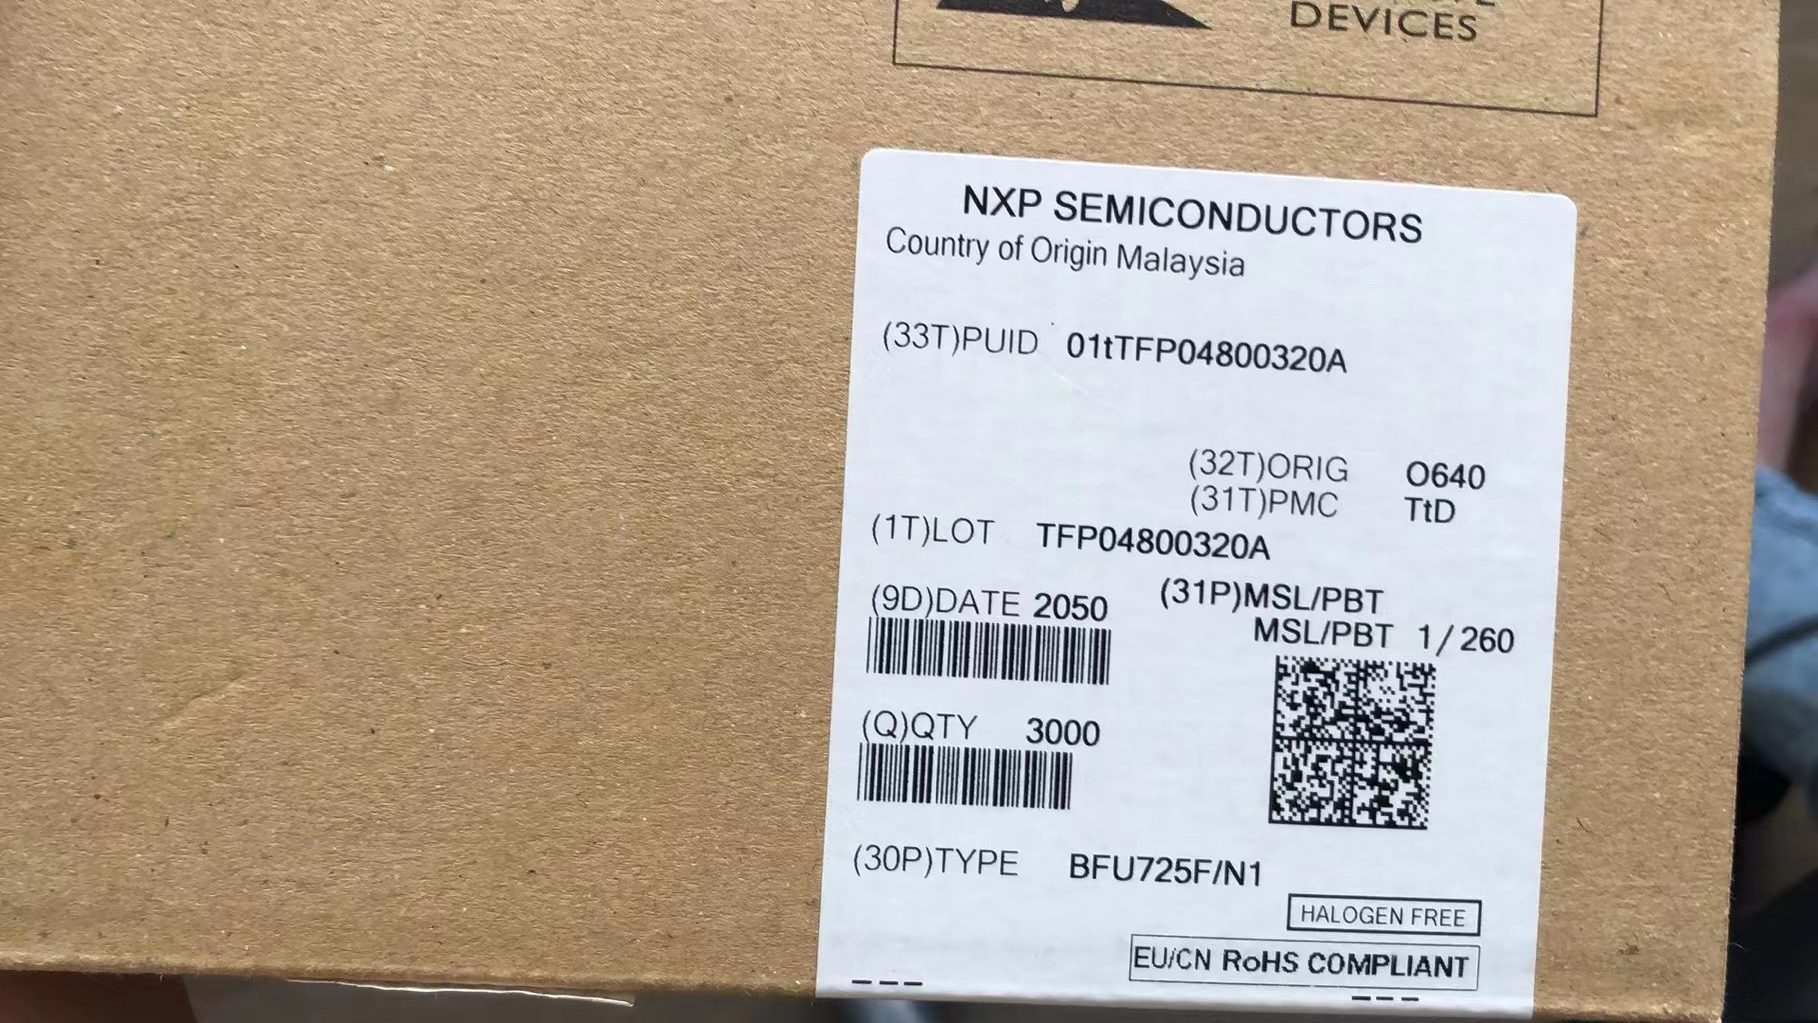 DEVICES
NXP SEMICONDUCTORS
Country of Origin Malaysia
(33T)PUID 01tTFP04800320A
(32T)ORIG O640
(31T)PMC TtD
(1T)LOT TFP04800320A
(9D)DATE 2050
(31P)MSL/PBT
MSL/PBT 1/260
(Q)QTY 3000
(30P)TYPE BFU725F/N1
HALOGEN FREE
EU/CN RoHS COMPLIANT